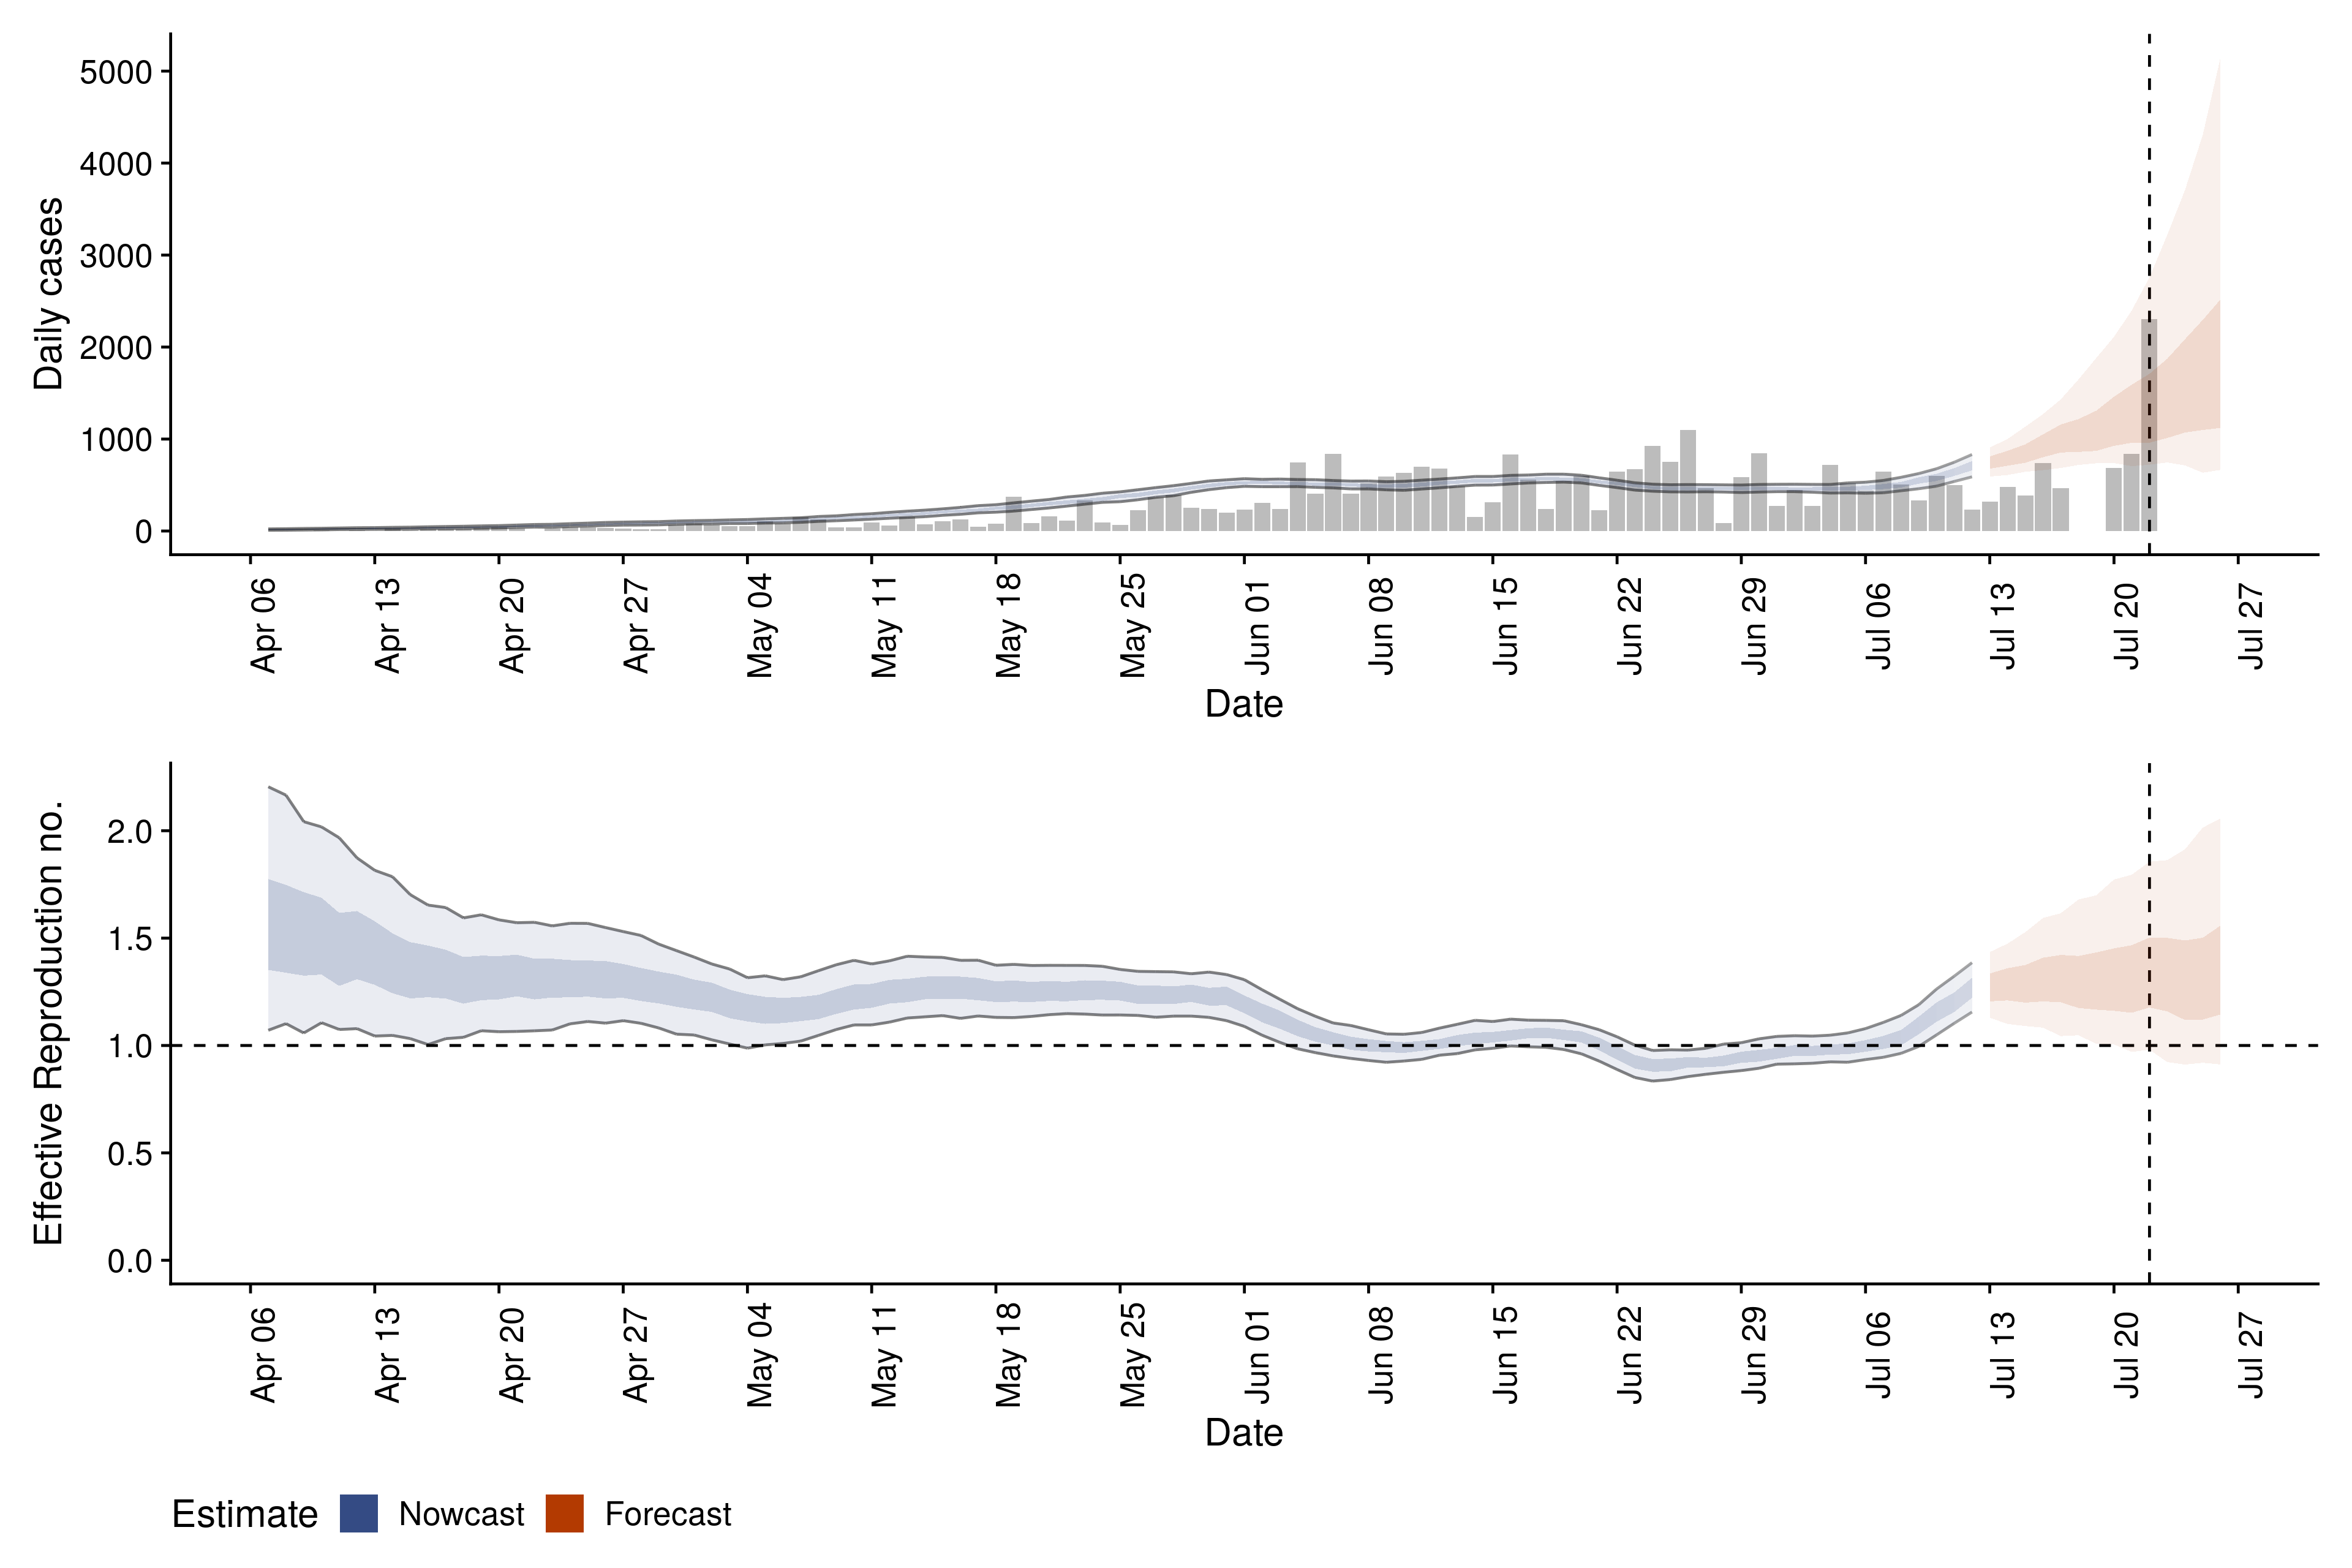 Daily cases
5000
4000
3000
2000
1000
0
Apr 06
Apr 13
Apr 20
Apr 27
May 04
May 11
May 18
May 25
Jun 01
Jun 08
Jun 15
Jun 22
Jun 29
Jul 06
Jul 13
Jul 20
Jul 27
Date
Effective Reproduction no.
2.0
1.5
1.0
0.5
0.0
Apr 06
Apr 13
Apr 20
Apr 27
May 04
May 11
May 18
May 25
Jun 01
Jun 08
Jun 15
Jun 22
Jun 29
Jul 06
Jul 13
Jul 20
Jul 27
Date
Estimate Nowcast Forecast